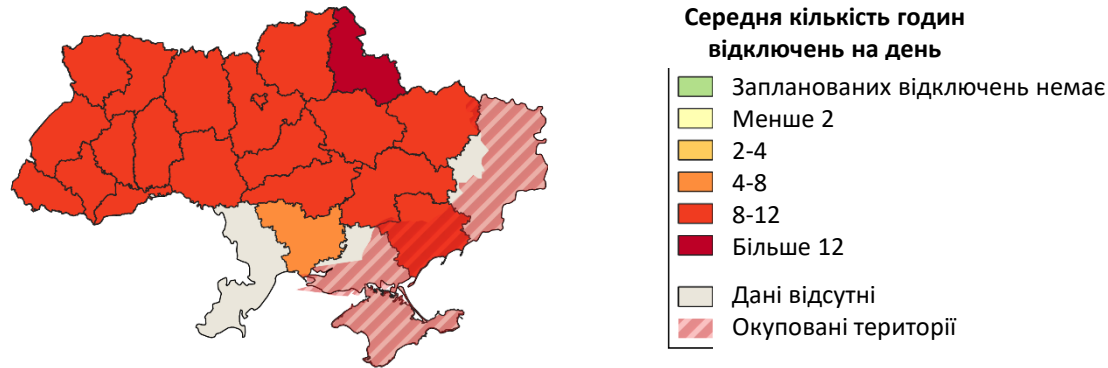 Середня кількість годин
відключень на день
Запланованих відключень немає
Менше 2
2-4
4-8
8-12
Більше 12
Дані відсутні
Окуповані території